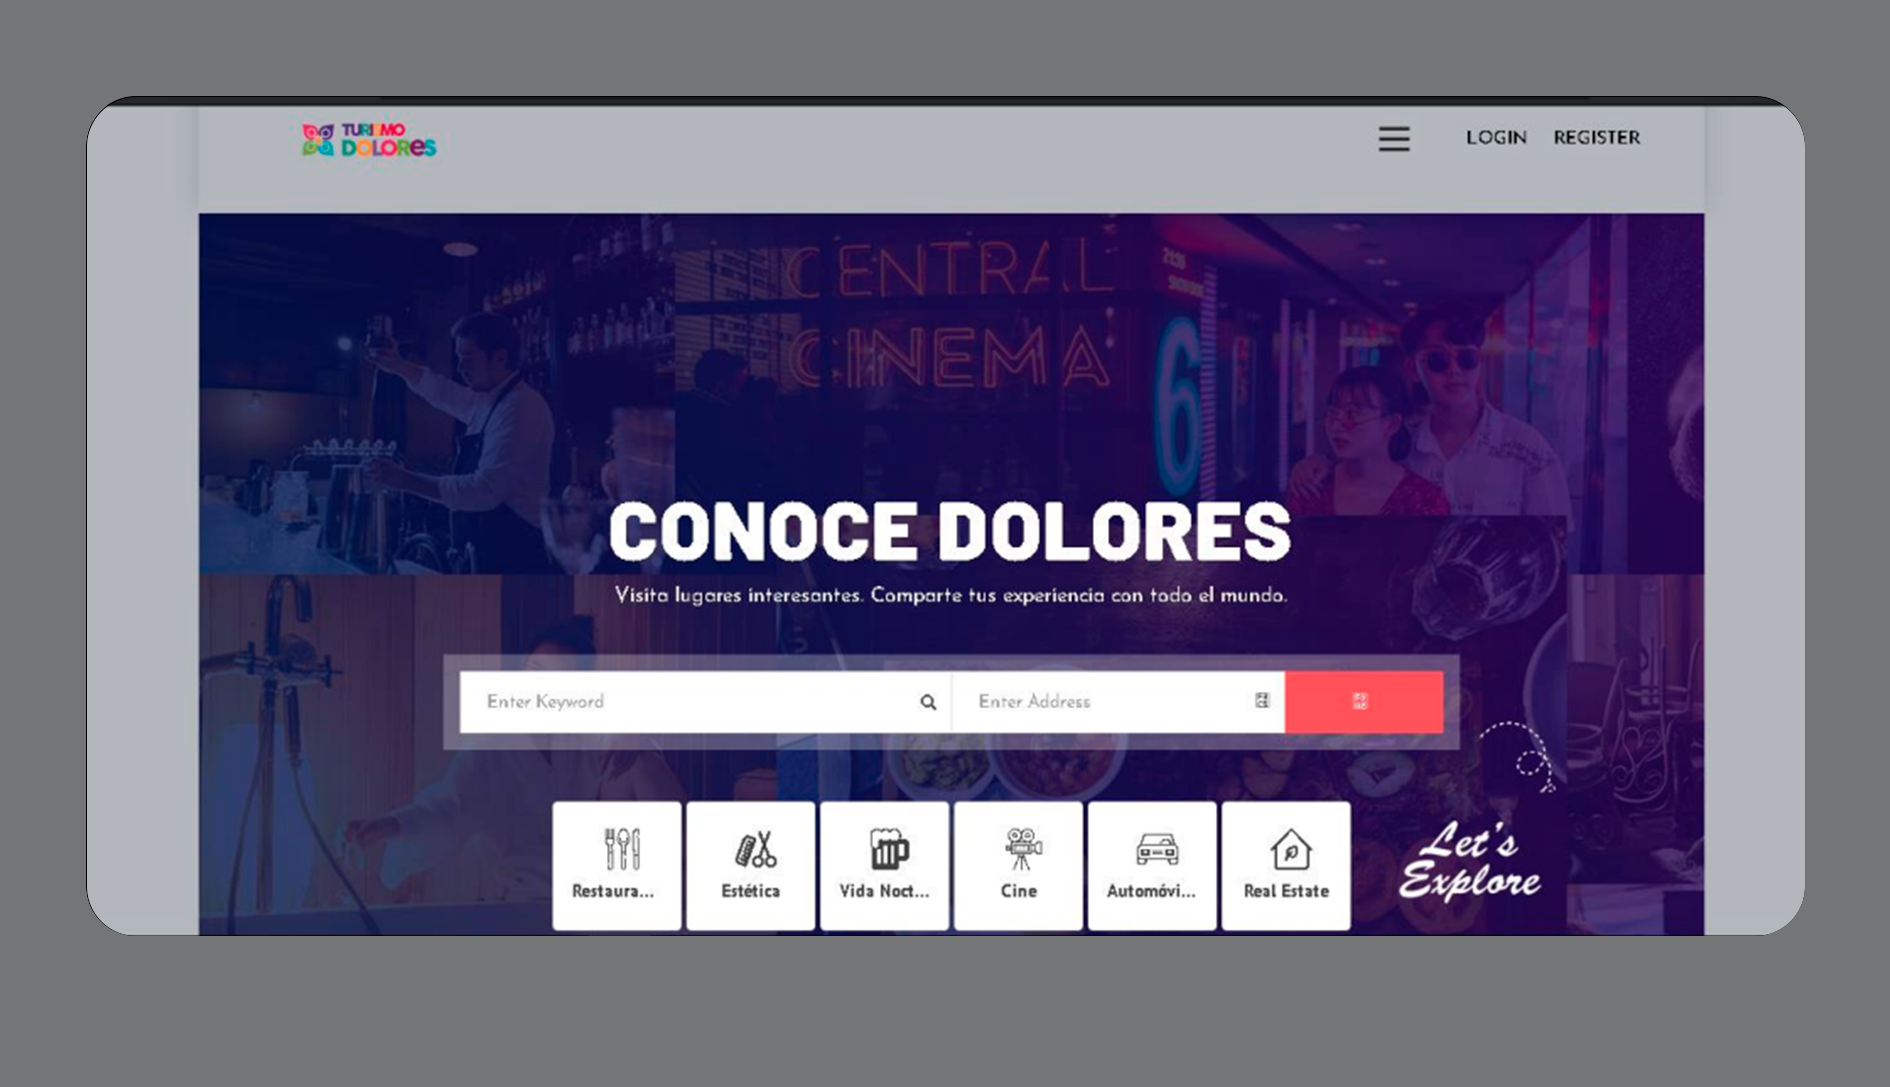 TURISMO
DOLORES
LOGIN REGISTER
CENTRAL
CINEMA
6
CONOCE DOLORES
Visita lugares interesantes. Comparte tus experiencia con todo el mundo.
Enter Keyword
Enter Address
Restaura...
Estética
Vida Noct...
Cine
Automóvi...
Real Estate
Let's
Explore